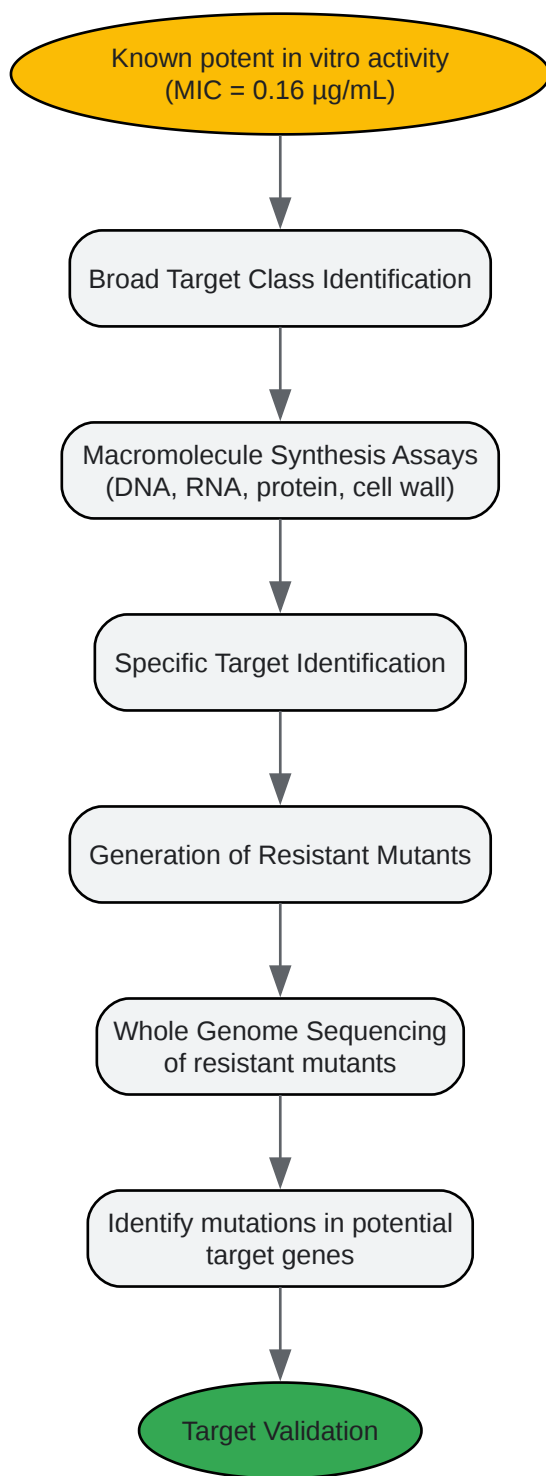 Known potent in vitro activity
(MIC = 0.16 µg/mL)
Broad Target Class Identification
Macromolecule Synthesis Assays
(DNA, RNA, protein, cell wall)
Specific Target Identification
Generation of Resistant Mutants
Whole Genome Sequencing
of resistant mutants
Identify mutations in potential
target genes
Target Validation